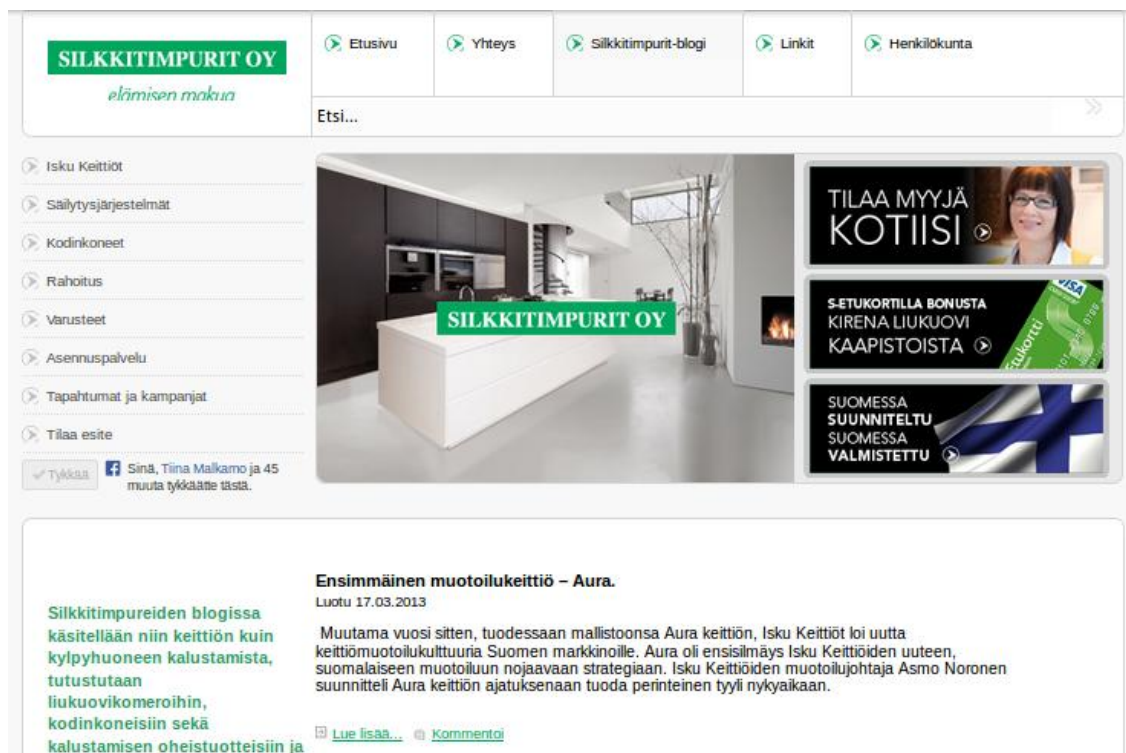 SILKKITIMPURIT OY
elämisen makua
Etusivu
Yhteys
Silkkitimpurit-blogi
Linkit
Henkilökunta
Etsi...
Isku Keittiöt
Säilytysjärjestelmät
Kodinkoneet
Rahoitus
Varusteet
Asennuspalvelu
Tapahtumat ja kampanjat
Tilaa esite
Tykkää
Sinä, Tiina Malkamo ja 45
muuta tykkäätte tästä.
SILKKITIMPURIT OY
TILAA MYYJÄ
KOTIISI
S-ETUKORTILLA BONUSTA
KIRENA LIUKUOVI
KAAPISTOISTA
VISA
Etukortti
SUOMESSA
SUUNNITELTU
SUOMESSA
VALMISTETTU
Silkkitimpureiden blogissa
käsitellään niin keittiön kuin
kylpyhuoneen kalustamista,
tutustutaan
liukuovikomeroihin,
kodinkoneisiin sekä
kalustamisen oheistuotteisiin ja
Ensimmäinen muotoilukeittiö – Aura.
Luotu 17.03.2013
Muutama vuosi sitten, tuodessaan mallistoonsa Aura keittiön, Isku Keittiöt loi uutta
keittiömuotoilukulttuuria Suomen markkinoille. Aura oli ensisilmäys Isku Keittiöiden uuteen,
suomalaiseen muotoiluun nojaavaan strategiaan. Isku Keittiöiden muotoilujohtaja Asmo Noronen
suunnitteli Aura keittiön ajatuksenaan tuoda perinteinen tyyli nykyaikaan.
Lue lisää... Kommentoi